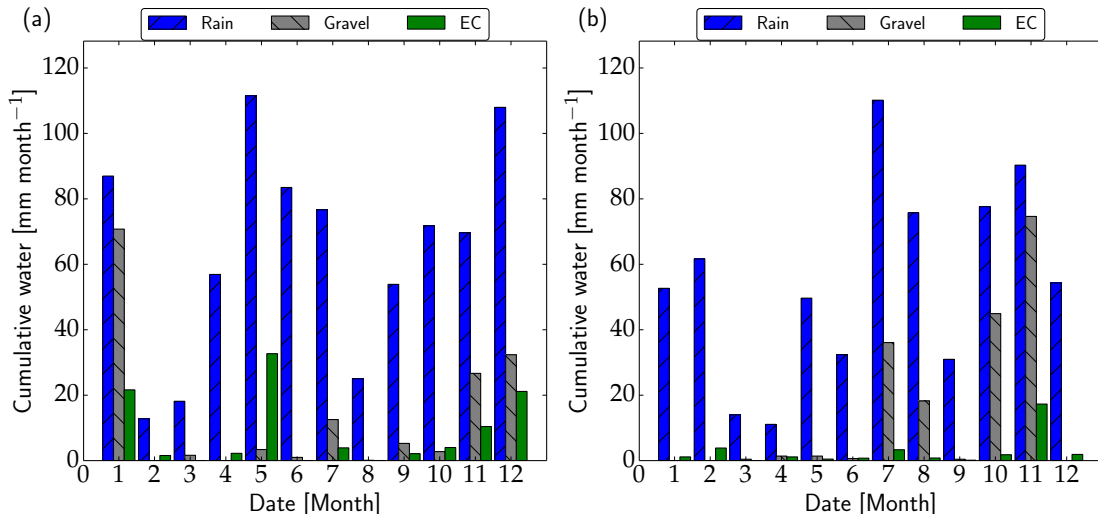 (a)
Rain Gravel EC
120
100
80
60
40
20
0
Cumulative water [mm month⁻¹]
0 1 2 3 4 5 6 7 8 9 10 11 12
Date [Month]
(b)
Rain Gravel EC
120
100
80
60
40
20
0
Cumulative water [mm month⁻¹]
0 1 2 3 4 5 6 7 8 9 10 11 12
Date [Month]